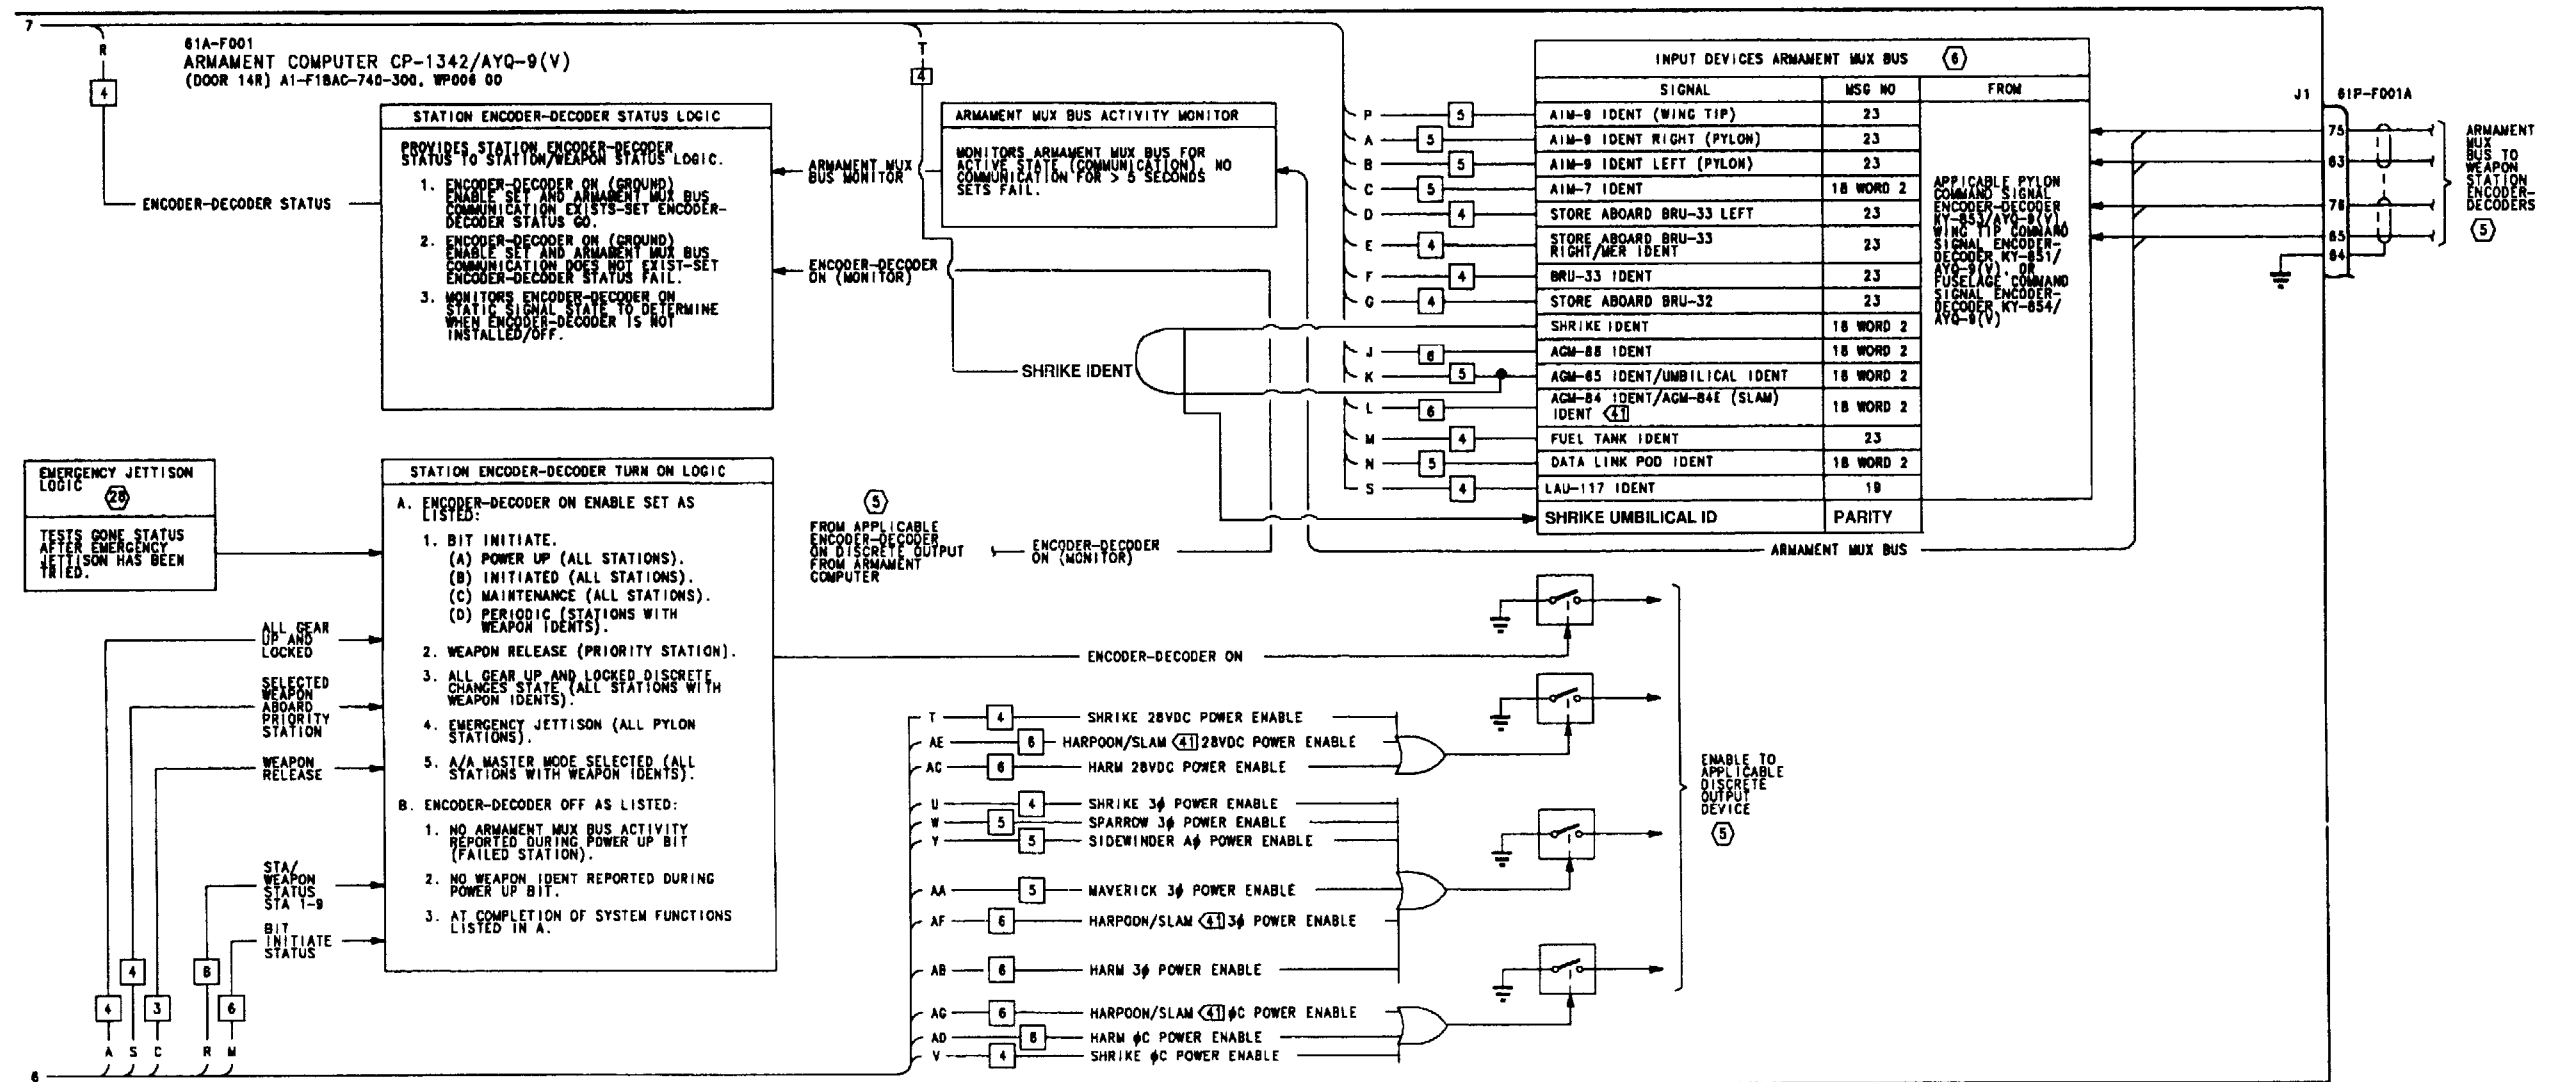 7
R
4
61A-F001
ARMAMENT COMPUTER CP-1342/AYQ-9(V)
(DOOR 14R) A1-F18AC-740-300, WP006 00
T
4
STATION ENCODER-DECODER STATUS LOGIC
PROVIDES STATION ENCODER-DECODER
STATUS TO STATION/WEAPON STATUS LOGIC.
1. ENCODER-DECODER ON (GROUND)
ENABLE SET AND ARMAMENT MUX BUS
COMMUNICATION EXISTS-SET ENCODER-
DECODER STATUS GO.
2. ENCODER-DECODER ON (GROUND)
ENABLE SET AND ARMAMENT MUX BUS
COMMUNICATION DOES NOT EXIST-SET
ENCODER-DECODER STATUS FAIL.
3. MONITORS ENCODER-DECODER ON
STATIC SIGNAL STATE TO DETERMINE
WHEN ENCODER-DECODER IS NOT
INSTALLED/OFF.
ENCODER-DECODER STATUS
ARMAMENT MUX
BUS MONITOR
ENCODER-DECODER
ON (MONITOR)
ARMAMENT MUX BUS ACTIVITY MONITOR
MONITORS ARMAMENT MUX BUS FOR
ACTIVE STATE (COMMUNICATION). NO
COMMUNICATION FOR > 5 SECONDS
SETS FAIL.
SHRIKE IDENT
INPUT DEVICES ARMAMENT MUX BUS 6
SIGNAL MSG NO FROM
P 5 AIM-9 IDENT (WING TIP) 23
A 5 AIM-9 IDENT RIGHT (PYLON) 23
B 5 AIM-9 IDENT LEFT (PYLON) 23
C 5 AIM-7 IDENT 18 WORD 2
D 4 STORE ABOARD BRU-33 LEFT 23
E 4 STORE ABOARD BRU-33
RIGHT/MER IDENT 23
F 4 BRU-33 IDENT 23
G 4 STORE ABOARD BRU-32 23
SHRIKE IDENT 18 WORD 2
J 6 AGM-88 IDENT 18 WORD 2
K 5 AGM-65 IDENT/UMBILICAL IDENT 18 WORD 2
L 6 AGM-84 IDENT/AGM-84E (SLAM)
IDENT 41 18 WORD 2
M 4 FUEL TANK IDENT 23
N 5 DATA LINK POD IDENT 18 WORD 2
S 4 LAU-117 IDENT 19
SHRIKE UMBILICAL ID PARITY
APPLICABLE PYLON
COMMAND SIGNAL
ENCODER-DECODER
KY-853/AYQ-9(V),
WING TIP COMMAND
SIGNAL ENCODER-
DECODER KY-851/
AYQ-9(V), OR
FUSELAGE COMMAND
SIGNAL ENCODER-
DECODER KY-854/
AYQ-9(V)
ARMAMENT MUX BUS
J1 61P-F001A
75
63
76
65
64
ARMAMENT
MUX
BUS TO
WEAPON
STATION
ENCODER-
DECODERS
5
EMERGENCY JETTISON
LOGIC
28
TESTS GONE STATUS
AFTER EMERGENCY
JETTISON HAS BEEN
TRIED.
ALL GEAR
UP AND
LOCKED
SELECTED
WEAPON
ABOARD
PRIORITY
STATION
WEAPON
RELEASE
STA/
WEAPON
STATUS
STA 1-9
BIT
INITIATE
STATUS
4 4 3 8 6
A S C R M
6
STATION ENCODER-DECODER TURN ON LOGIC
A. ENCODER-DECODER ON ENABLE SET AS
LISTED:
1. BIT INITIATE.
(A) POWER UP (ALL STATIONS).
(B) INITIATED (ALL STATIONS).
(C) MAINTENANCE (ALL STATIONS).
(D) PERIODIC (STATIONS WITH
WEAPON IDENTS).
2. WEAPON RELEASE (PRIORITY STATION).
3. ALL GEAR UP AND LOCKED DISCRETE
CHANGES STATE (ALL STATIONS WITH
WEAPON IDENTS).
4. EMERGENCY JETTISON (ALL PYLON
STATIONS).
5. A/A MASTER MODE SELECTED (ALL
STATIONS WITH WEAPON IDENTS).
B. ENCODER-DECODER OFF AS LISTED:
1. NO ARMAMENT MUX BUS ACTIVITY
REPORTED DURING POWER UP BIT
(FAILED STATION).
2. NO WEAPON IDENT REPORTED DURING
POWER UP BIT.
3. AT COMPLETION OF SYSTEM FUNCTIONS
LISTED IN A.
5
FROM APPLICABLE
ENCODER-DECODER
ON DISCRETE OUTPUT
FROM ARMAMENT
COMPUTER
ENCODER-DECODER
ON (MONITOR)
ENCODER-DECODER ON
T 4 SHRIKE 28VDC POWER ENABLE
AE 6 HARPOON/SLAM 41 28VDC POWER ENABLE
AC 6 HARM 28VDC POWER ENABLE
U 4 SHRIKE 3ϕ POWER ENABLE
W 5 SPARROW 3ϕ POWER ENABLE
Y 5 SIDEWINDER Aϕ POWER ENABLE
AA 5 MAVERICK 3ϕ POWER ENABLE
AF 6 HARPOON/SLAM 41 3ϕ POWER ENABLE
AB 6 HARM 3ϕ POWER ENABLE
AG 6 HARPOON/SLAM 41 ϕC POWER ENABLE
AD 6 HARM ϕC POWER ENABLE
V 4 SHRIKE ϕC POWER ENABLE
ENABLE TO
APPLICABLE
DISCRETE
OUTPUT
DEVICE
5